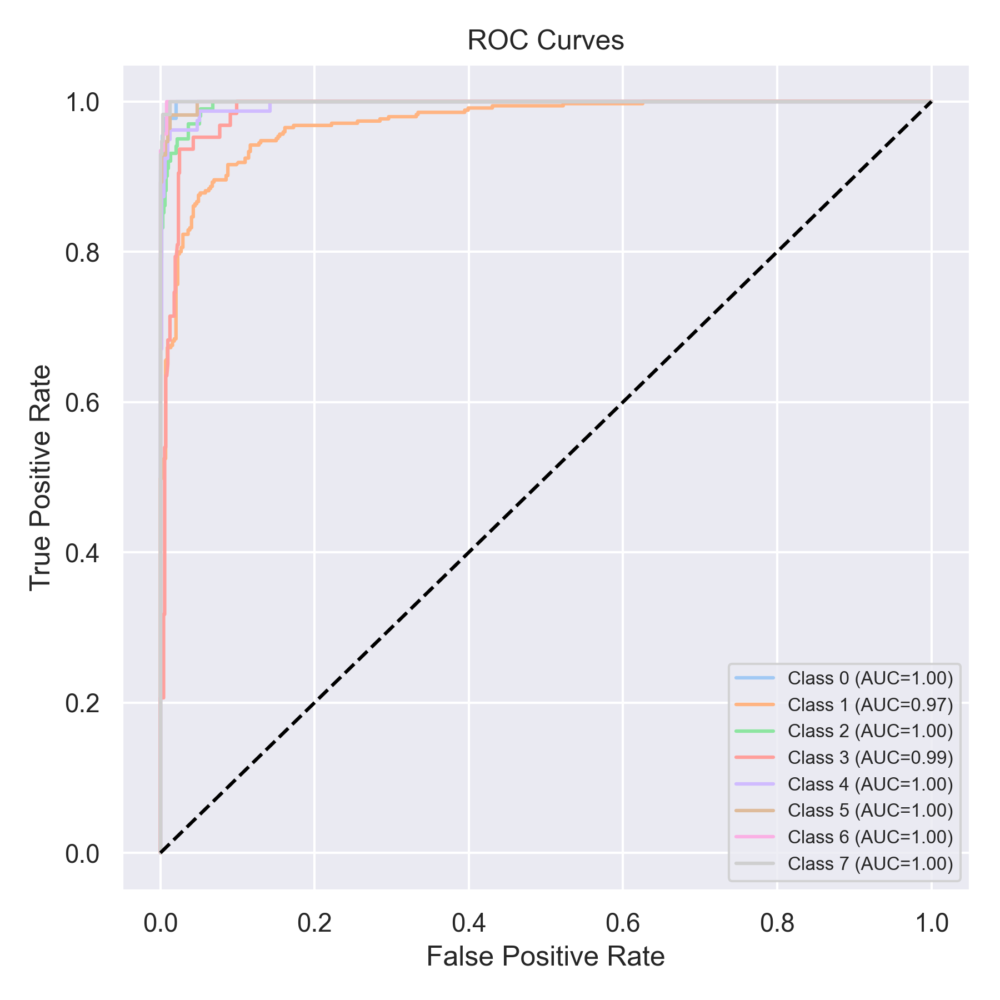 ROC Curves
1.0
0.8
0.6
0.4
0.2
0.0
True Positive Rate
0.0 0.2 0.4 0.6 0.8 1.0
False Positive Rate
Class 0 (AUC=1.00)
Class 1 (AUC=0.97)
Class 2 (AUC=1.00)
Class 3 (AUC=0.99)
Class 4 (AUC=1.00)
Class 5 (AUC=1.00)
Class 6 (AUC=1.00)
Class 7 (AUC=1.00)